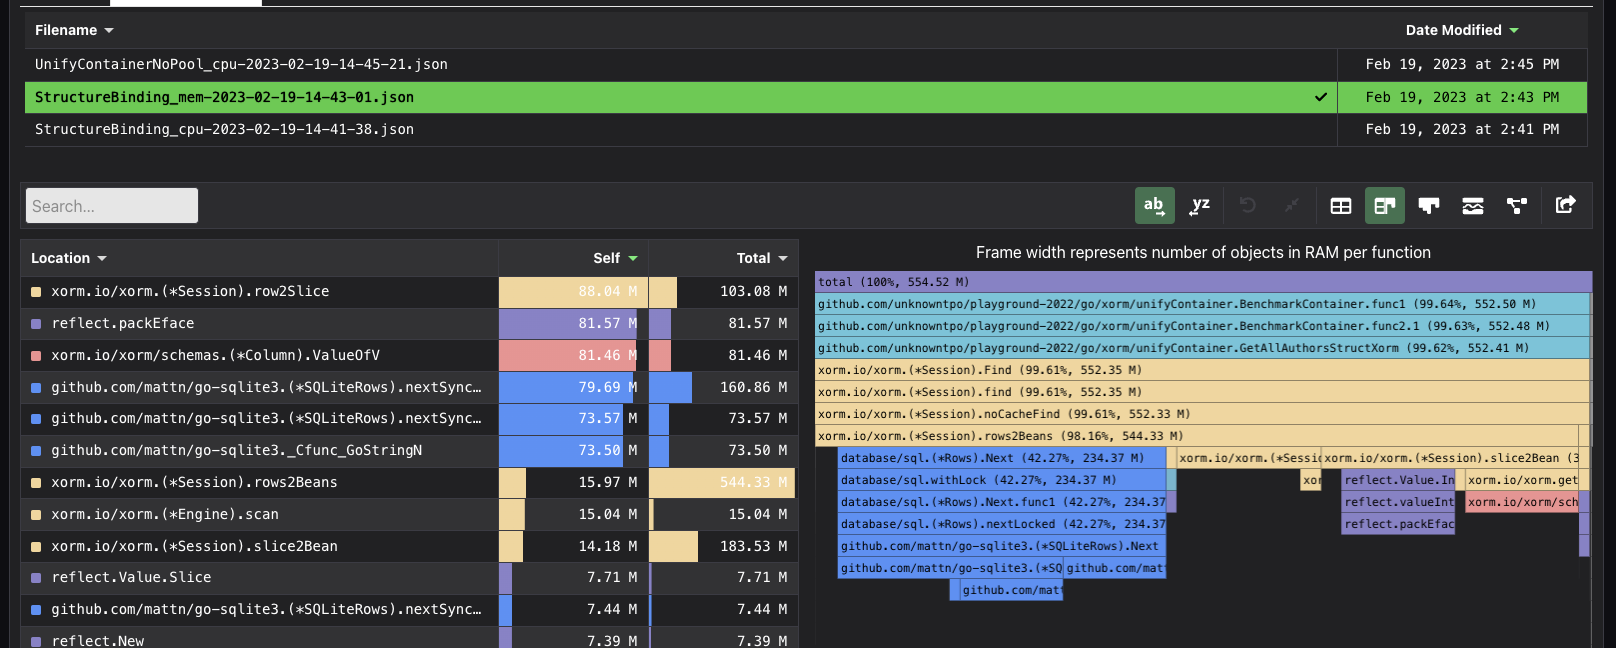 Filename Date Modified
UnifyContainerNoPool_cpu-2023-02-19-14-45-21.json Feb 19, 2023 at 2:45 PM
StructureBinding_mem-2023-02-19-14-43-01.json Feb 19, 2023 at 2:43 PM
StructureBinding_cpu-2023-02-19-14-41-38.json Feb 19, 2023 at 2:41 PM
Search... ab yz
Location Self Total
xorm.io/xorm.(*Session).row2Slice 88.04 M 103.08 M
reflect.packEface 81.57 M 81.57 M
xorm.io/xorm/schemas.(*Column).ValueOfV 81.46 M 81.46 M
github.com/mattn/go-sqlite3.(*SQLiteRows).nextSync… 79.69 M 160.86 M
github.com/mattn/go-sqlite3.(*SQLiteRows).nextSync… 73.57 M 73.57 M
github.com/mattn/go-sqlite3._Cfunc_GoStringN 73.50 M 73.50 M
xorm.io/xorm.(*Session).rows2Beans 15.97 M 544.33 M
xorm.io/xorm.(*Engine).scan 15.04 M 15.04 M
xorm.io/xorm.(*Session).slice2Bean 14.18 M 183.53 M
reflect.Value.Slice 7.71 M 7.71 M
github.com/mattn/go-sqlite3.(*SQLiteRows).nextSync… 7.44 M 7.44 M
reflect.New 7.39 M 7.39 M
Frame width represents number of objects in RAM per function
total (100%, 554.52 M)
github.com/unknowntpo/playground-2022/go/xorm/unifyContainer.BenchmarkContainer.func1 (99.64%, 552.50 M)
github.com/unknowntpo/playground-2022/go/xorm/unifyContainer.BenchmarkContainer.func2.1 (99.63%, 552.48 M)
github.com/unknowntpo/playground-2022/go/xorm/unifyContainer.GetAllAuthorsStructXorm (99.62%, 552.41 M)
xorm.io/xorm.(*Session).Find (99.61%, 552.35 M)
xorm.io/xorm.(*Session).find (99.61%, 552.35 M)
xorm.io/xorm.(*Session).noCacheFind (99.61%, 552.33 M)
xorm.io/xorm.(*Session).rows2Beans (98.16%, 544.33 M)
database/sql.(*Rows).Next (42.27%, 234.37 M) xorm.io/xorm.(*Sessi xorm.io/xorm.(*Session).slice2Bean (3
database/sql.withLock (42.27%, 234.37 M) xor reflect.Value.In xorm.io/xorm.get
database/sql.(*Rows).Next.func1 (42.27%, 234.37 reflect.valueInt xorm.io/xorm/sch
database/sql.(*Rows).nextLocked (42.27%, 234.37 reflect.packEfac
github.com/mattn/go-sqlite3.(*SQLiteRows).Next
github.com/mattn/go-sqlite3.(*SQ github.com/mat
github.com/matt